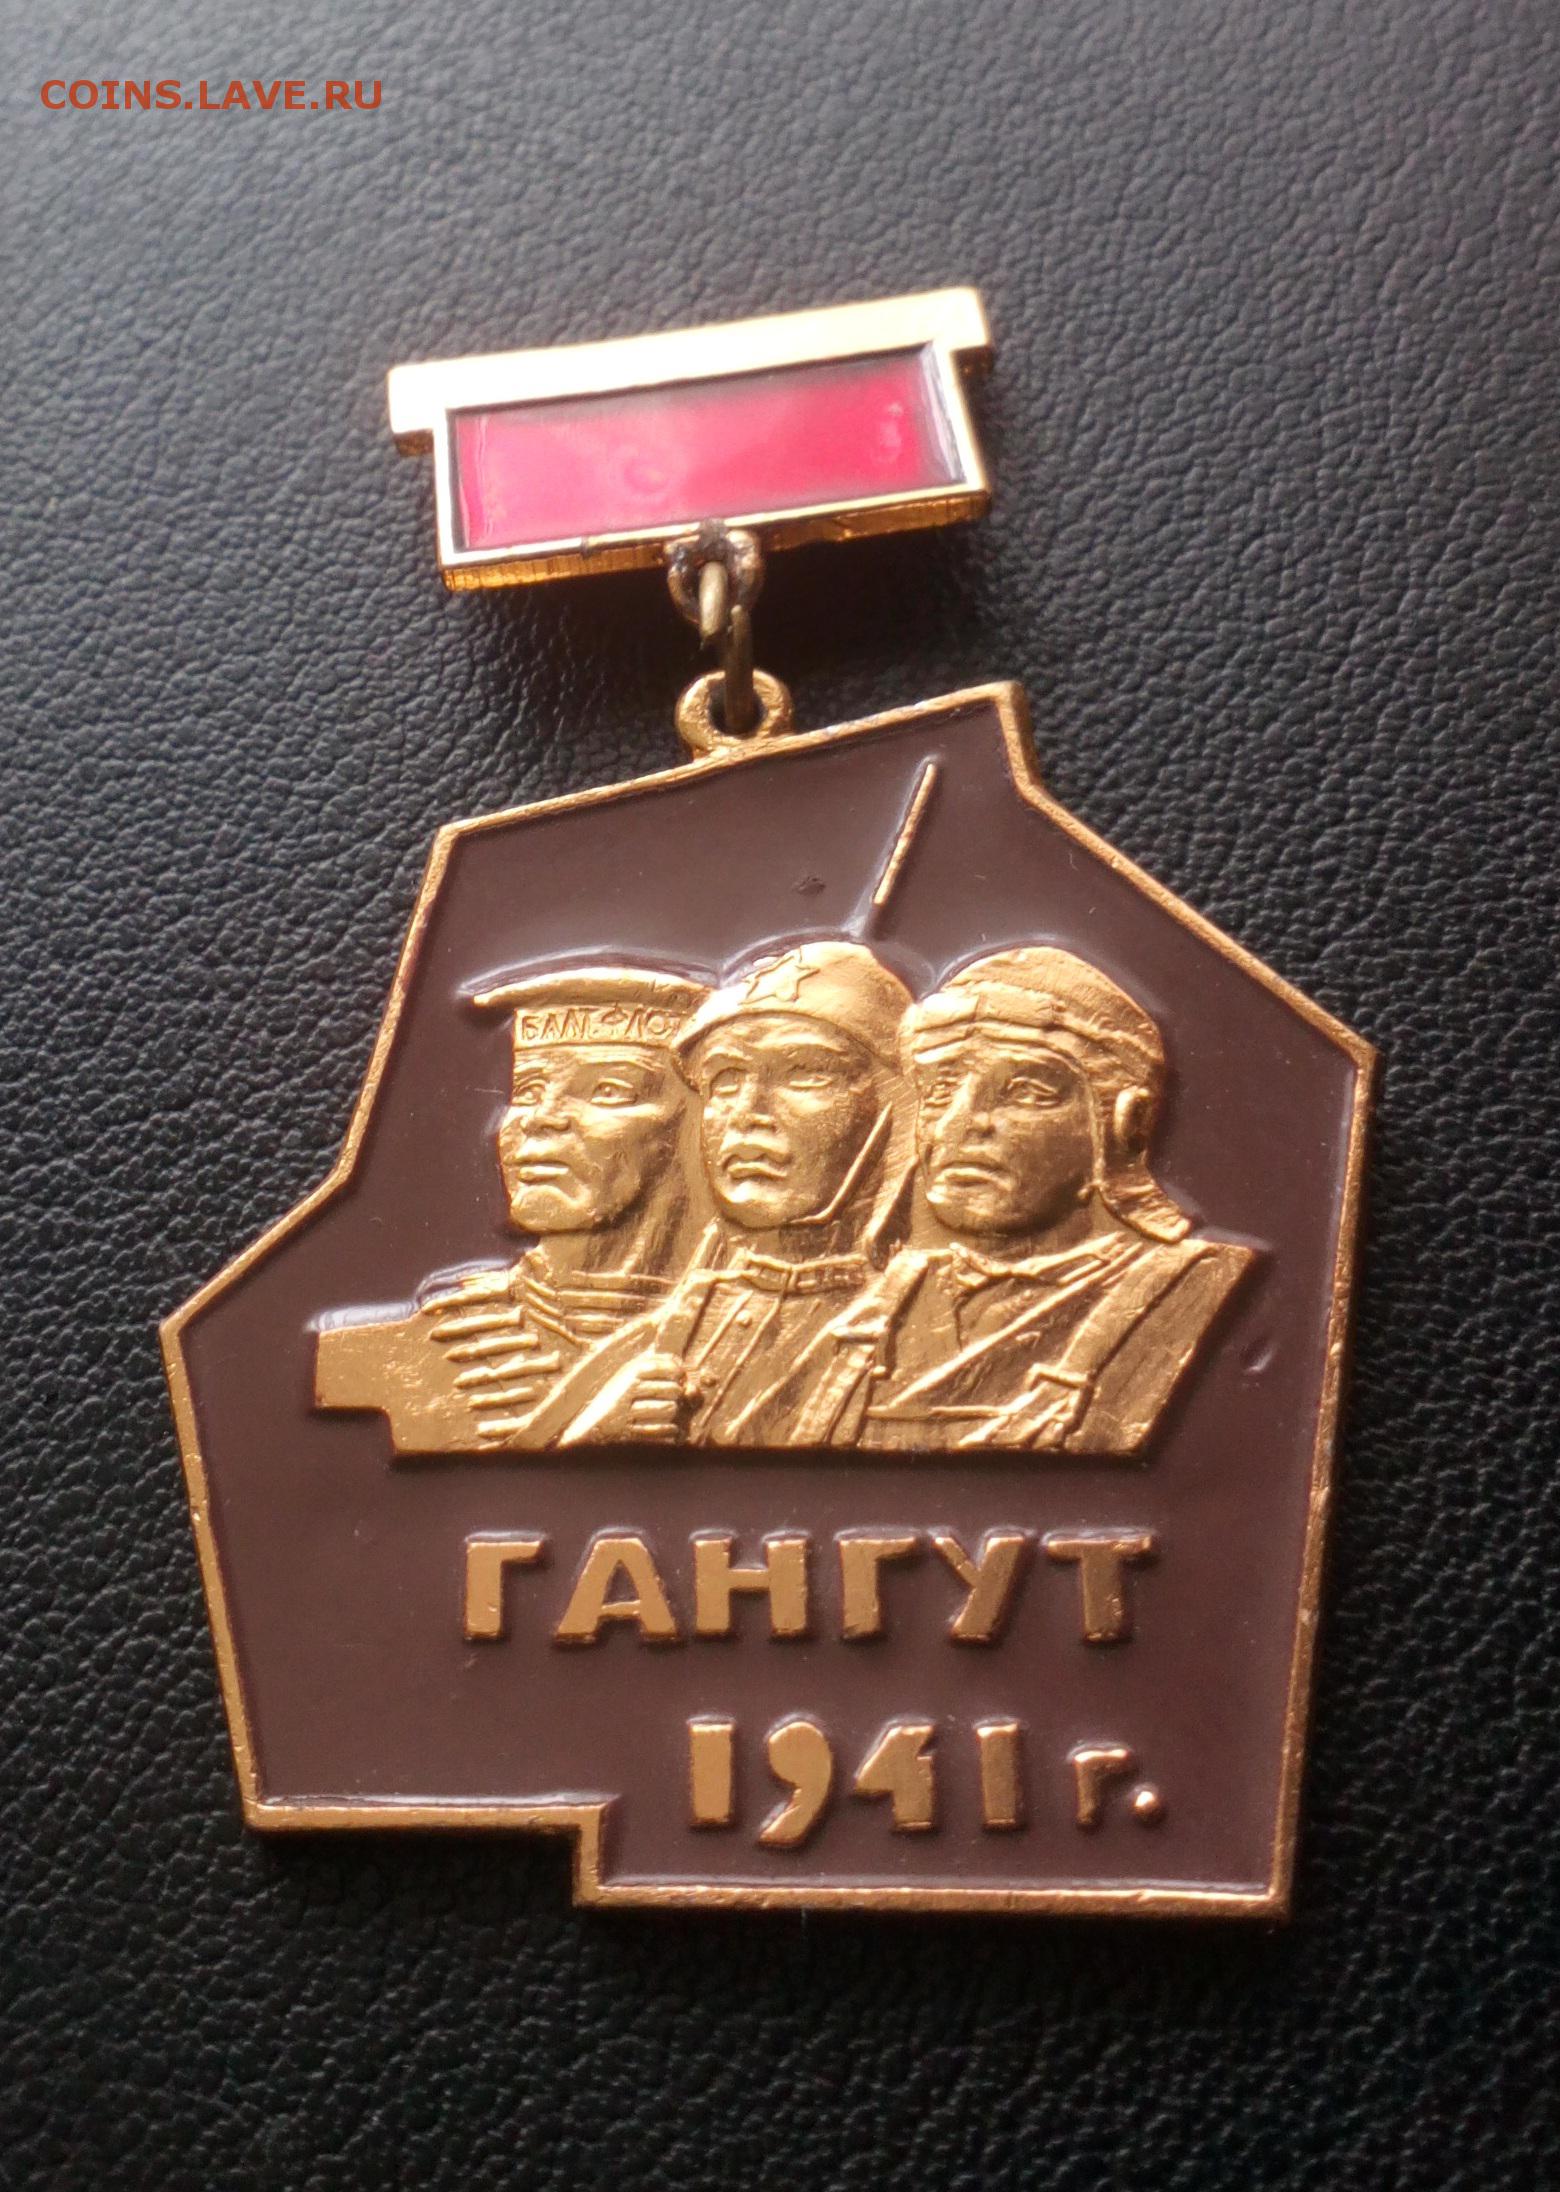 COINS.LAVE.RU
БАЛТ.ФЛОТ
ГАНГУТ
1941 г.